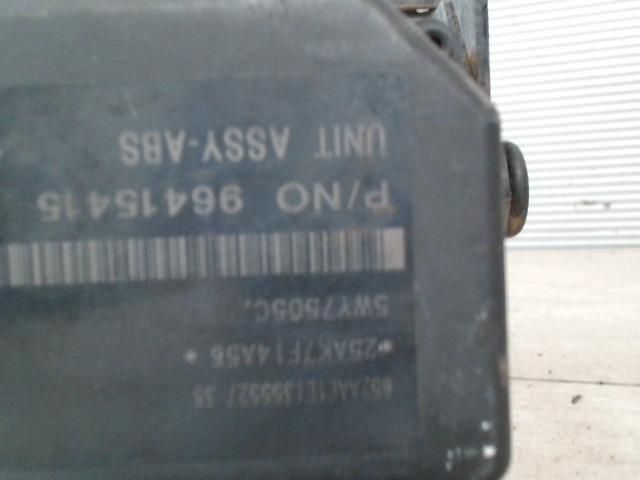 UNIT ASSY-ABS
P/NO 96415415
5WY7505C.
*25AK7F14A56*